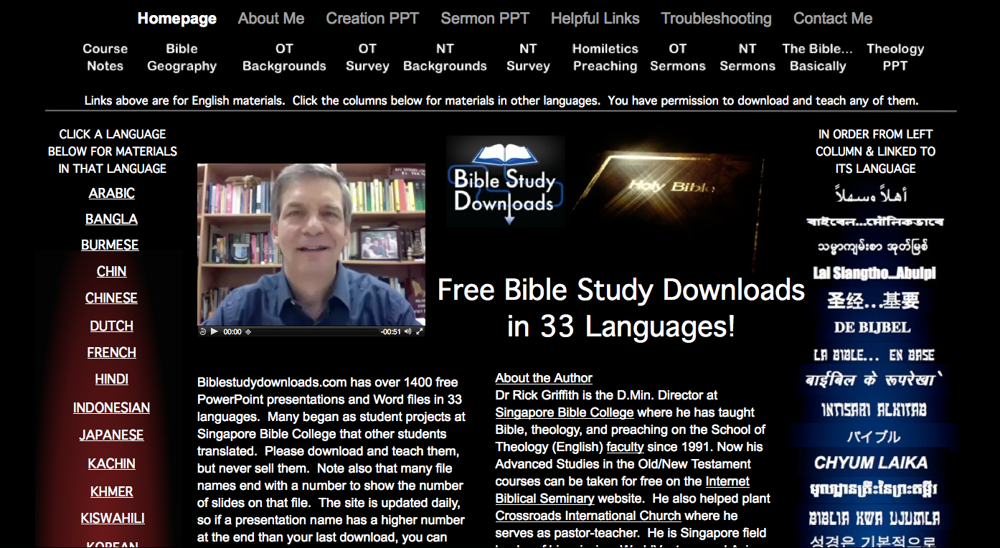 Homepage About Me Creation PPT Sermon PPT Helpful Links Troubleshooting Contact Me
Course Notes
Bible Geography
OT Backgrounds
OT Survey
NT Backgrounds
NT Survey
Homiletics Preaching
OT Sermons
NT Sermons
The Bible... Basically
Theology PPT
Links above are for English materials.  Click the columns below for materials in other languages.  You have permission to download and teach any of them.
CLICK A LANGUAGE
BELOW FOR MATERIALS
IN THAT LANGUAGE
ARABIC
BANGLA
BURMESE
CHIN
CHINESE
DUTCH
FRENCH
HINDI
INDONESIAN
JAPANESE
KACHIN
KHMER
KISWAHILI
KOREAN
00:00
-00:51
Bible Study
Downloads
Holy Bible
Free Bible Study Downloads
in 33 Languages!
Biblestudydownloads.com has over 1400 free
PowerPoint presentations and Word files in 33
languages.  Many began as student projects at
Singapore Bible College that other students
translated.  Please download and teach them,
but never sell them.  Note also that many file
names end with a number to show the number
of slides on that file.  The site is updated daily,
so if a presentation name has a higher number
at the end than your last download, you can
About the Author
Dr Rick Griffith is the D.Min. Director at
Singapore Bible College where he has taught
Bible, theology, and preaching on the School of
Theology (English) faculty since 1991. Now his
Advanced Studies in the Old/New Testament
courses can be taken for free on the Internet
Biblical Seminary website.  He also helped plant
Crossroads International Church where he
serves as pastor-teacher.  He is Singapore field
IN ORDER FROM LEFT
COLUMN & LINKED TO
ITS LANGUAGE
أهلاً وسهلاً
বাইবেল...মৌলিকভাবে
သမ္မာကျမ်းစာ အုတ်မြစ်
Lai Siangtho...Abulpi
圣经...基要
DE BIJBEL
LA BIBLE... EN BASE
बाईबिल के रूपरेखा
INTISARI ALKITAB
バイブル
CHYUM LAIKA
មូលដ្ឋានគ្រឹះនៃព្រះគម្ពីរ
BIBLIA KWA UJUMLA
성경은 기본적으로